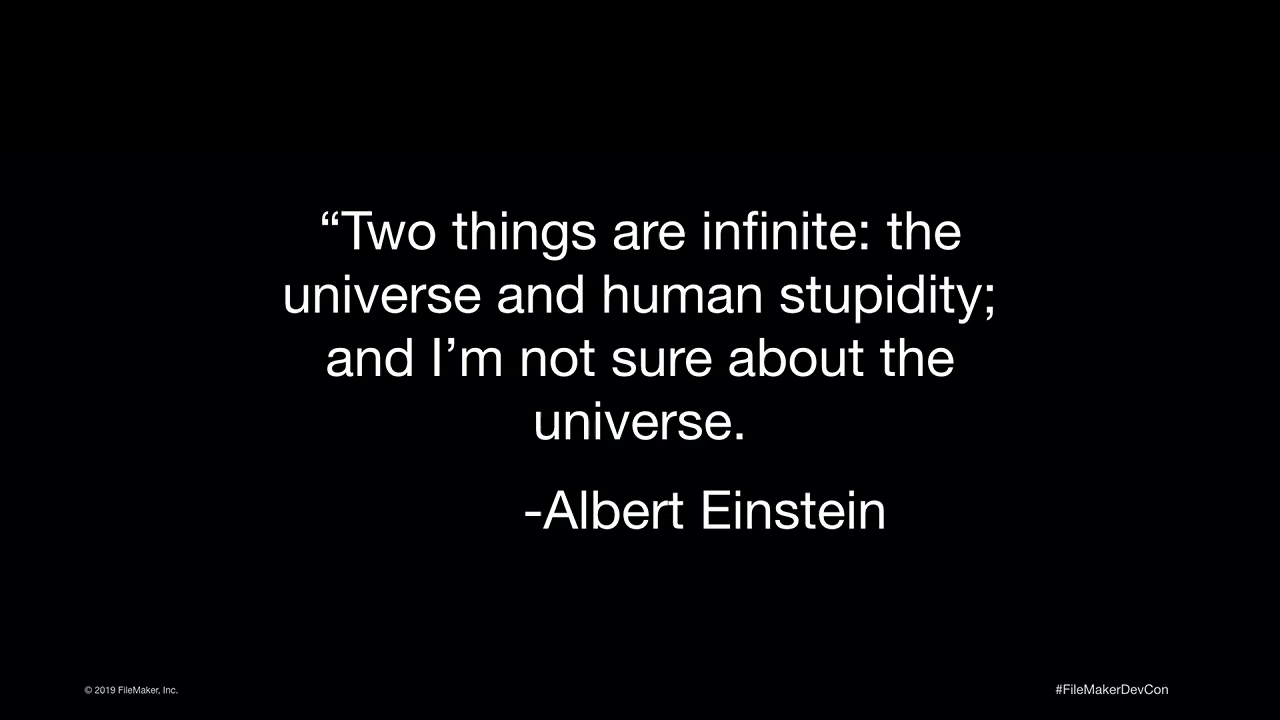 “Two things are infinite: the
universe and human stupidity;
and I’m not sure about the
universe.
-Albert Einstein
© 2019 FileMaker, Inc.
#FileMakerDevCon